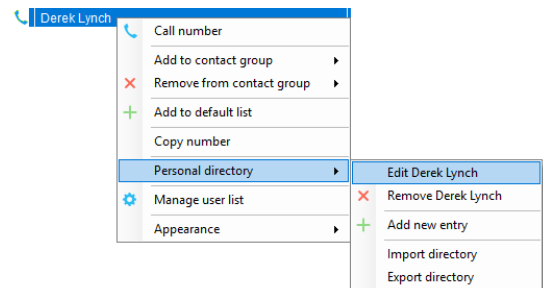 Derek Lynch
Call number
Add to contact group
Remove from contact group
Add to default list
Copy number
Personal directory
Edit Derek Lynch
Remove Derek Lynch
Manage user list
Add new entry
Appearance
Import directory
Export directory